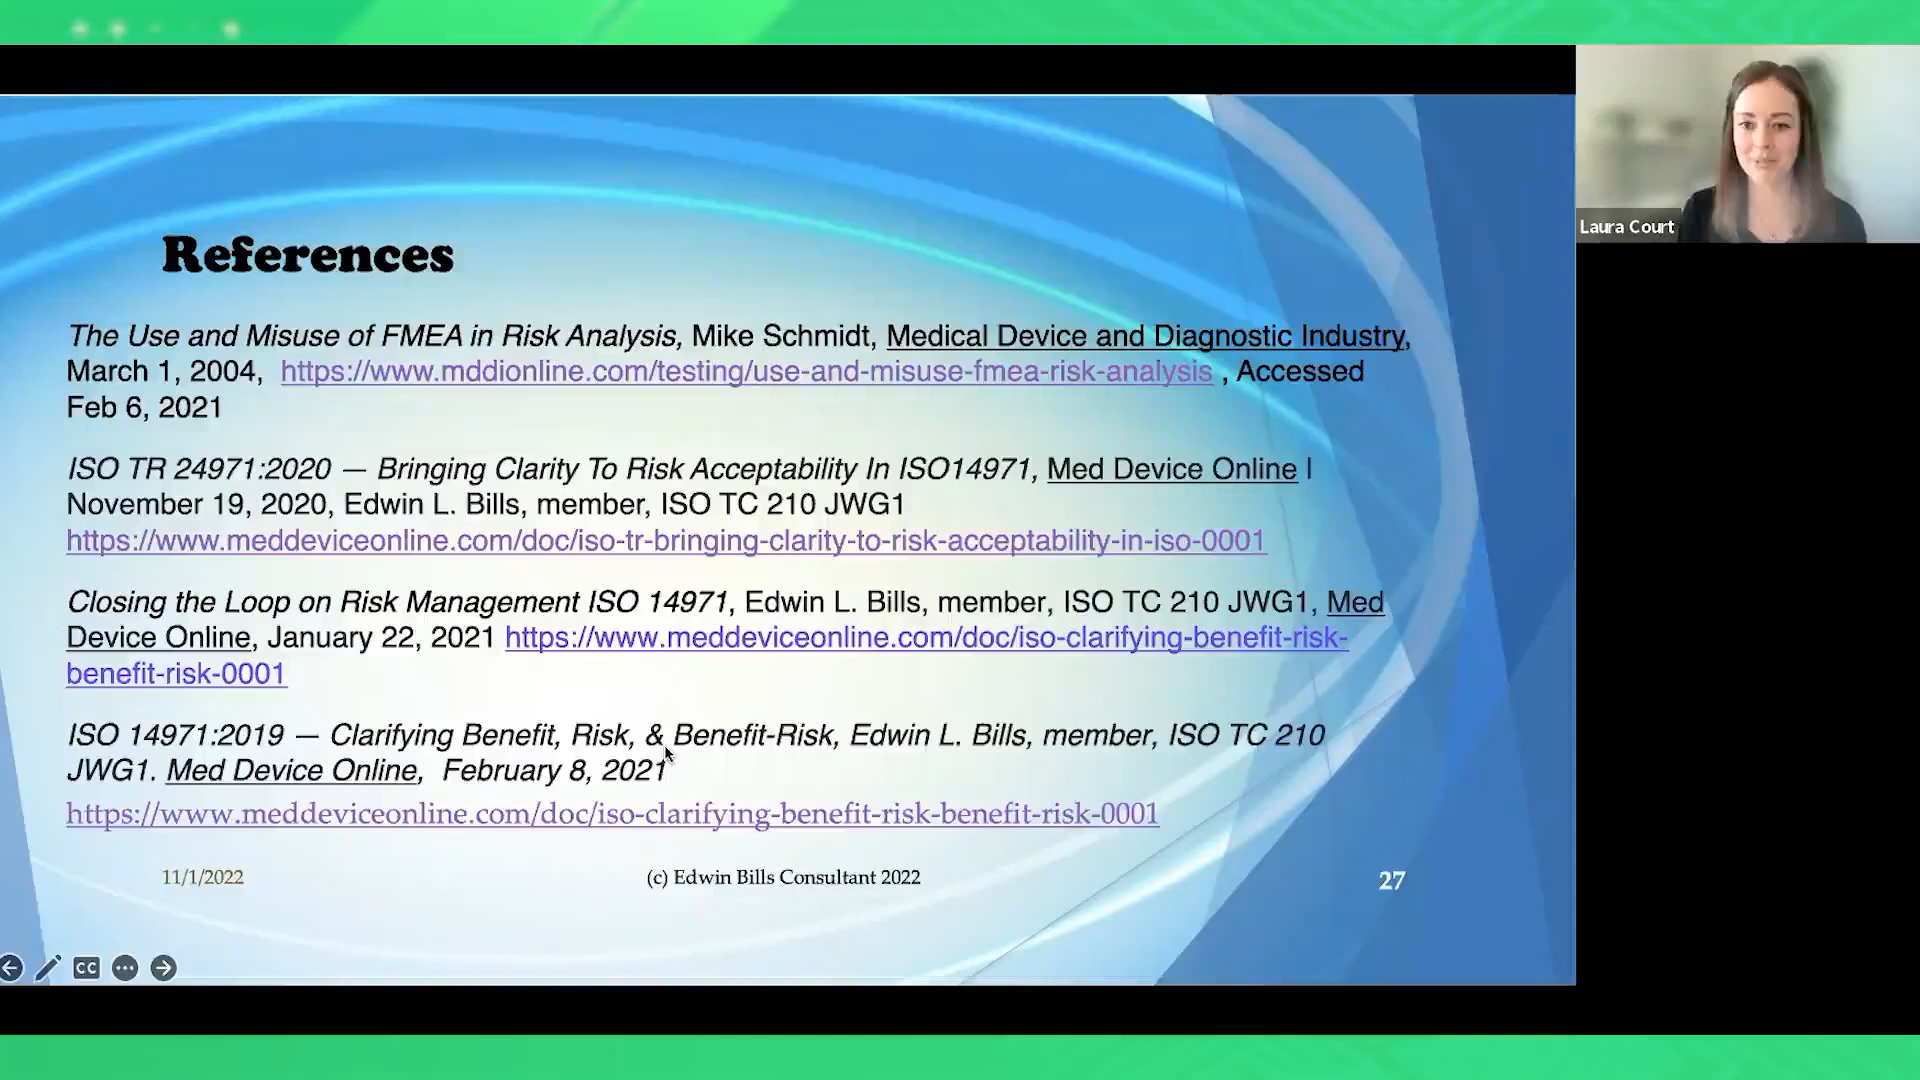 References
The Use and Misuse of FMEA in Risk Analysis, Mike Schmidt, Medical Device and Diagnostic Industry,
March 1, 2004, https://www.mddionline.com/testing/use-and-misuse-fmea-risk-analysis , Accessed
Feb 6, 2021
ISO TR 24971:2020 — Bringing Clarity To Risk Acceptability In ISO14971, Med Device Online |
November 19, 2020, Edwin L. Bills, member, ISO TC 210 JWG1
https://www.meddeviceonline.com/doc/iso-tr-bringing-clarity-to-risk-acceptability-in-iso-0001
Closing the Loop on Risk Management ISO 14971, Edwin L. Bills, member, ISO TC 210 JWG1, Med
Device Online, January 22, 2021 https://www.meddeviceonline.com/doc/iso-clarifying-benefit-risk-
benefit-risk-0001
ISO 14971:2019 — Clarifying Benefit, Risk, & Benefit-Risk, Edwin L. Bills, member, ISO TC 210
JWG1. Med Device Online, February 8, 2021
https://www.meddeviceonline.com/doc/iso-clarifying-benefit-risk-benefit-risk-0001
11/1/2022
(c) Edwin Bills Consultant 2022
27
CC
Laura Court